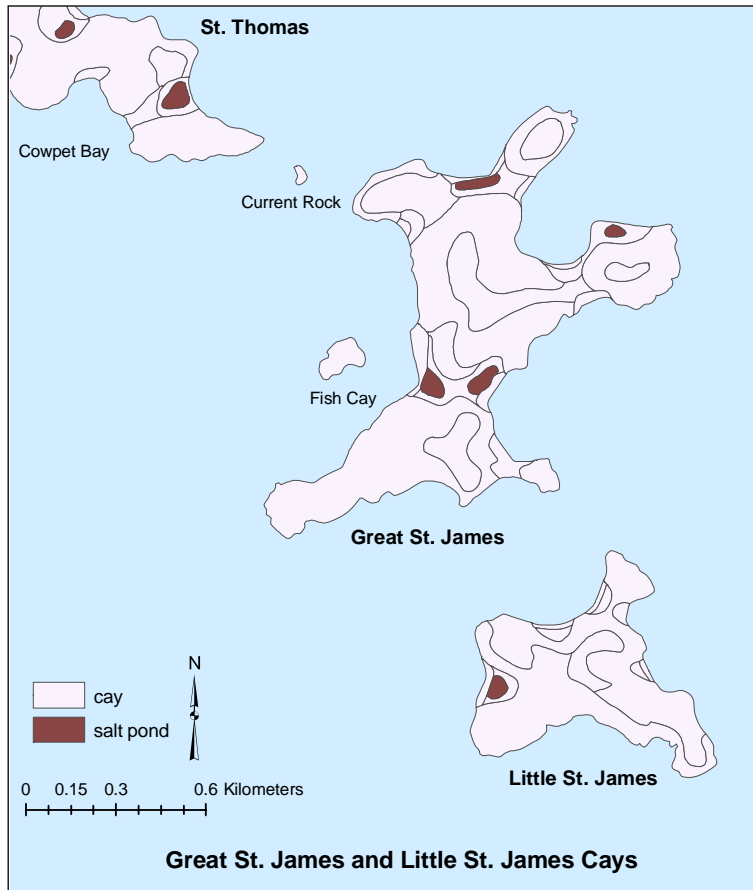 St. Thomas
Cowpet Bay
Current Rock
Fish Cay
Great St. James
N
cay
salt pond
0 0.15 0.3 0.6 Kilometers
Little St. James
Great St. James and Little St. James Cays